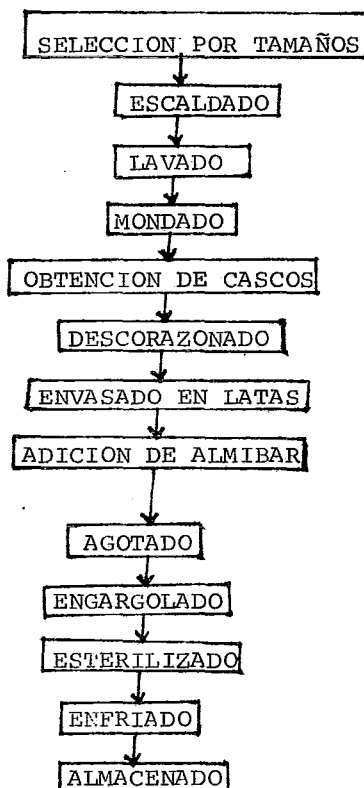 SELECCION POR TAMAÑOS
ESCALDADO
LAVADO
MONDADO
OBTENCION DE CASCOS
DESCORAZONADO
ENVASADO EN LATAS
ADICION DE ALMIBAR
AGOTADO
ENGARGOLADO
ESTERILIZADO
ENFRIADO
ALMACENADO